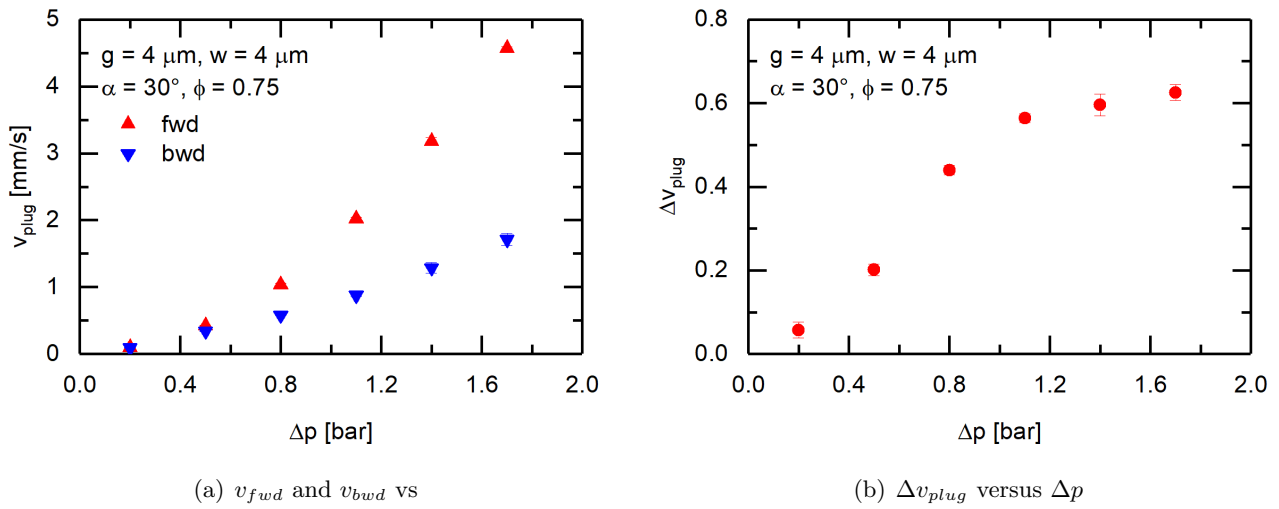 g = 4 μm, w = 4 μm
α = 30°, ϕ = 0.75
fwd
bwd
v_plug [mm/s]
5
4
3
2
1
0
0.0 0.4 0.8 1.2 1.6 2.0
Δp [bar]
(a) v_fwd and v_bwd vs
g = 4 μm, w = 4 μm
α = 30°, ϕ = 0.75
Δv_plug
0.8
0.6
0.4
0.2
0.0
0.0 0.4 0.8 1.2 1.6 2.0
Δp [bar]
(b) Δv_plug versus Δp